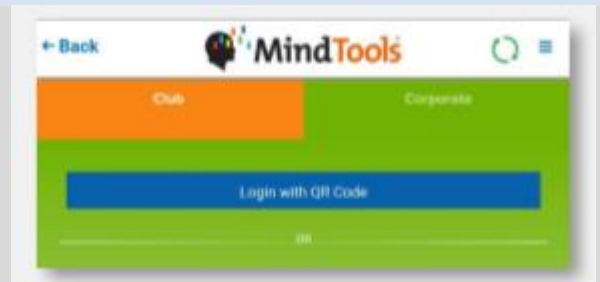 ← Back MindTools ≡
Club Corporate
Login with QR Code
OR